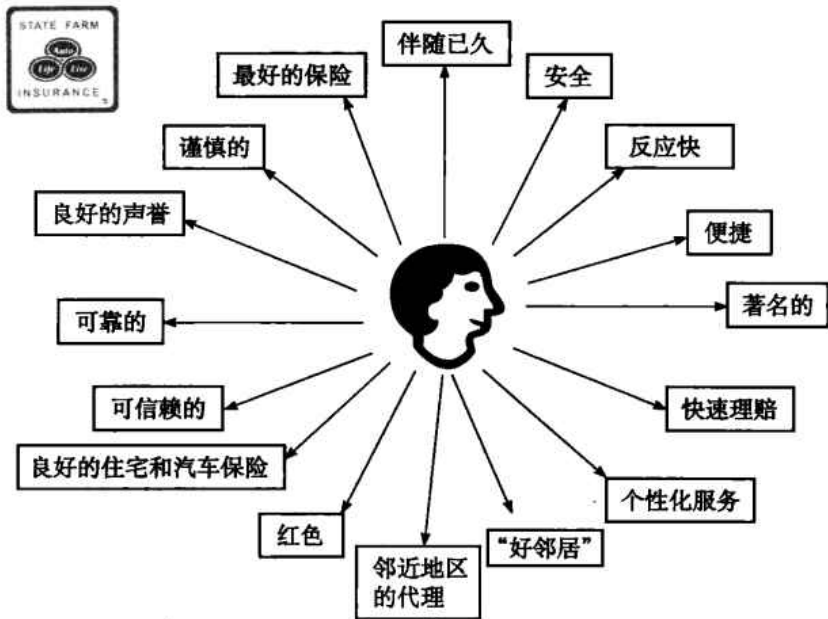 STATE FARM
Auto
Life Fire
INSURANCE
伴随已久
最好的保险
安全
谨慎的
反应快
良好的声誉
便捷
著名的
可靠的
可信赖的
快速理赔
良好的住宅和汽车保险
个性化服务
红色
“好邻居”
邻近地区
的代理